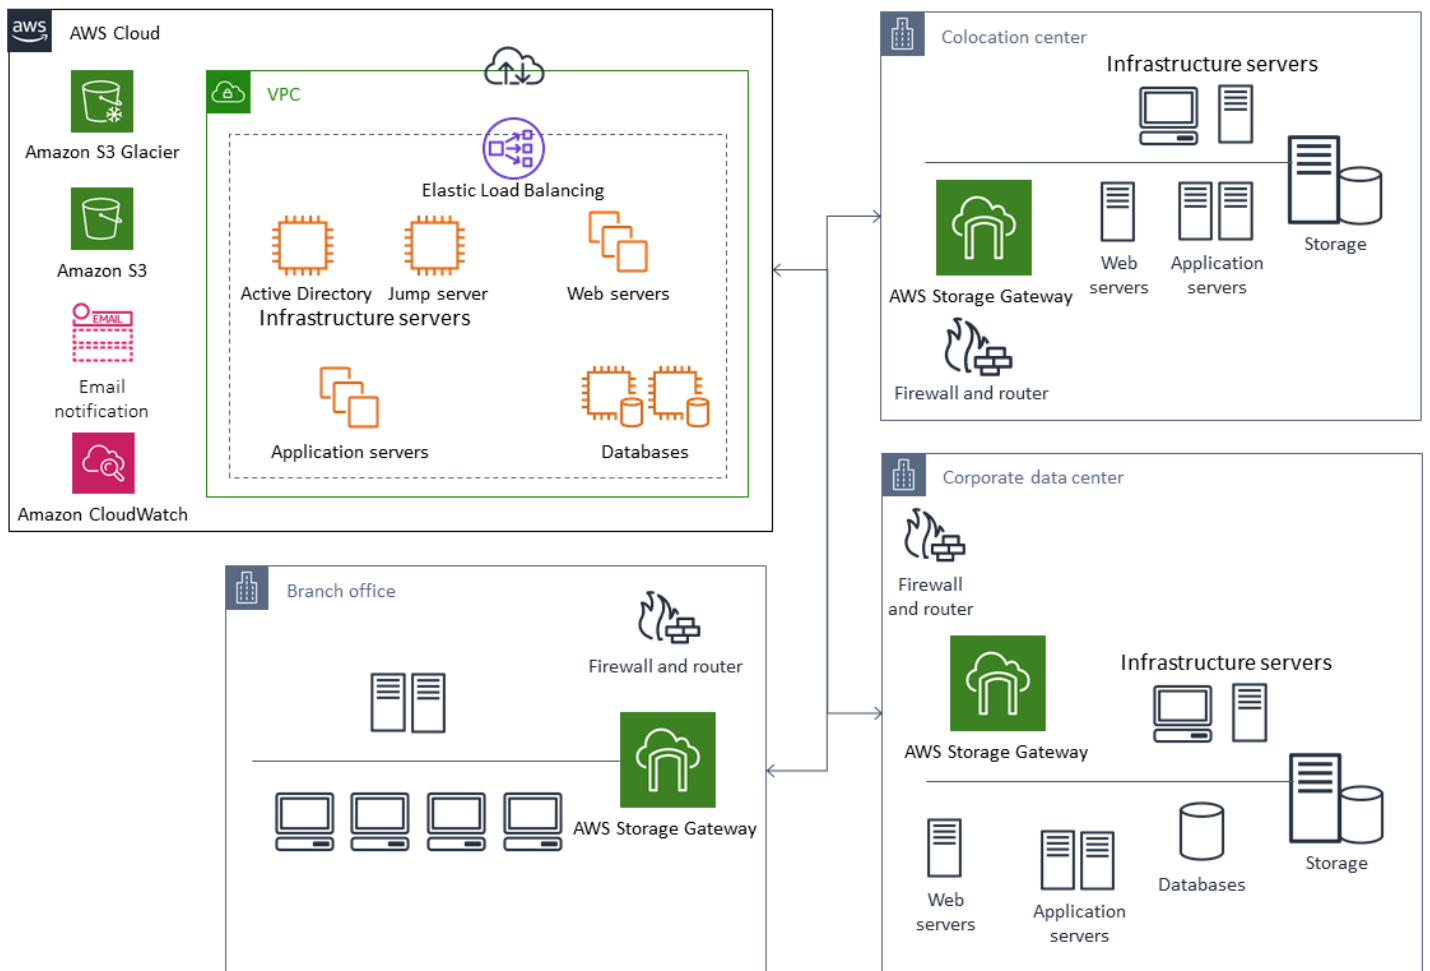 aws
AWS Cloud
Amazon S3 Glacier
Amazon S3
EMAIL
Email
notification
Amazon CloudWatch
VPC
Elastic Load Balancing
Active Directory
Jump server
Infrastructure servers
Web servers
Application servers
Databases
Colocation center
Infrastructure servers
AWS Storage Gateway
Web
servers
Application
servers
Storage
Firewall and router
Branch office
Firewall and router
AWS Storage Gateway
Corporate data center
Firewall
and router
AWS Storage Gateway
Infrastructure servers
Web
servers
Application
servers
Databases
Storage